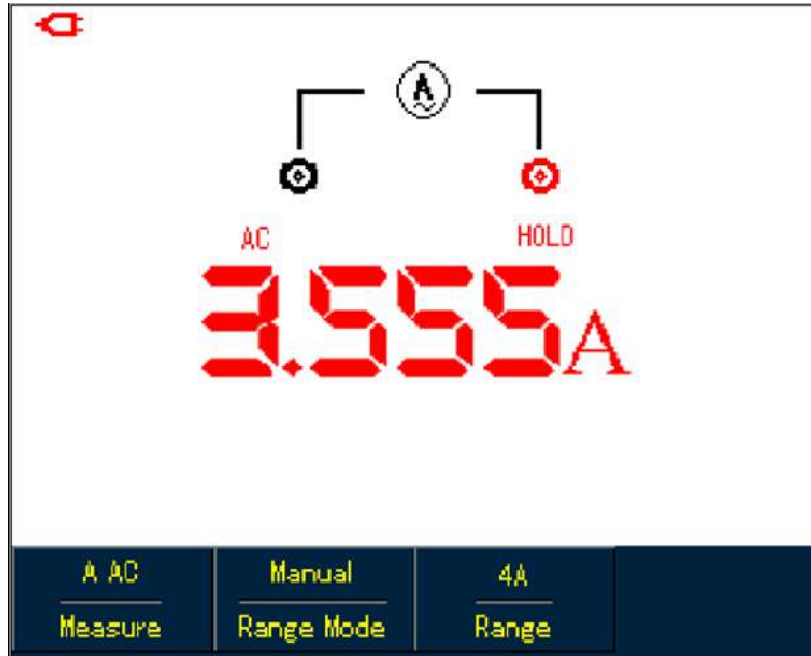 A
AC HOLD
3.555A
A AC Manual 4A
Measure Range Mode Range